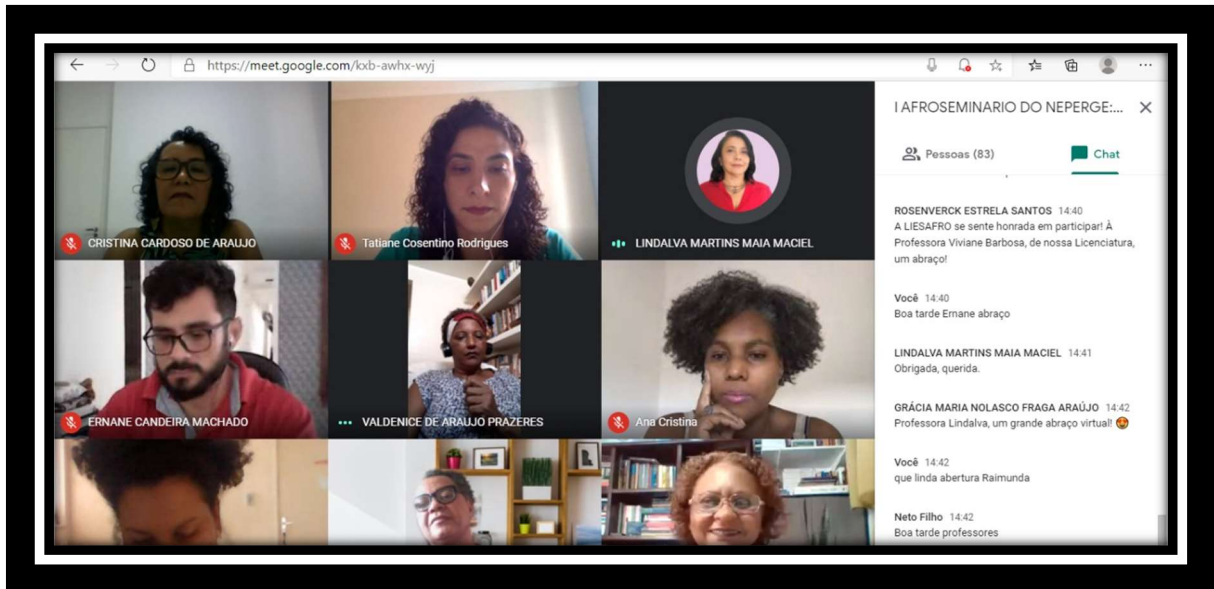 https://meet.google.com/kxb-awhx-wyj
CRISTINA CARDOSO DE ARAUJO
Tatiane Cosentino Rodrigues
LINDALVA MARTINS MAIA MACIEL
ERNANE CANDEIRA MACHADO
VALDENICE DE ARAUJO PRAZERES
Ana Cristina
I AFROSEMINARIO DO NEPERGE:...
Pessoas (83)
Chat
ROSENVERCK ESTRELA SANTOS 14:40
A LIESAFRO se sente honrada em participar! À
Professora Viviane Barbosa, de nossa Licenciatura,
um abraço!
Você 14:40
Boa tarde Ernane abraço
LINDALVA MARTINS MAIA MACIEL 14:41
Obrigada, querida.
GRÁCIA MARIA NOLASCO FRAGA ARAÚJO 14:42
Professora Lindalva, um grande abraço virtual! 🤩
Você 14:42
que linda abertura Raimunda
Neto Filho 14:42
Boa tarde professores